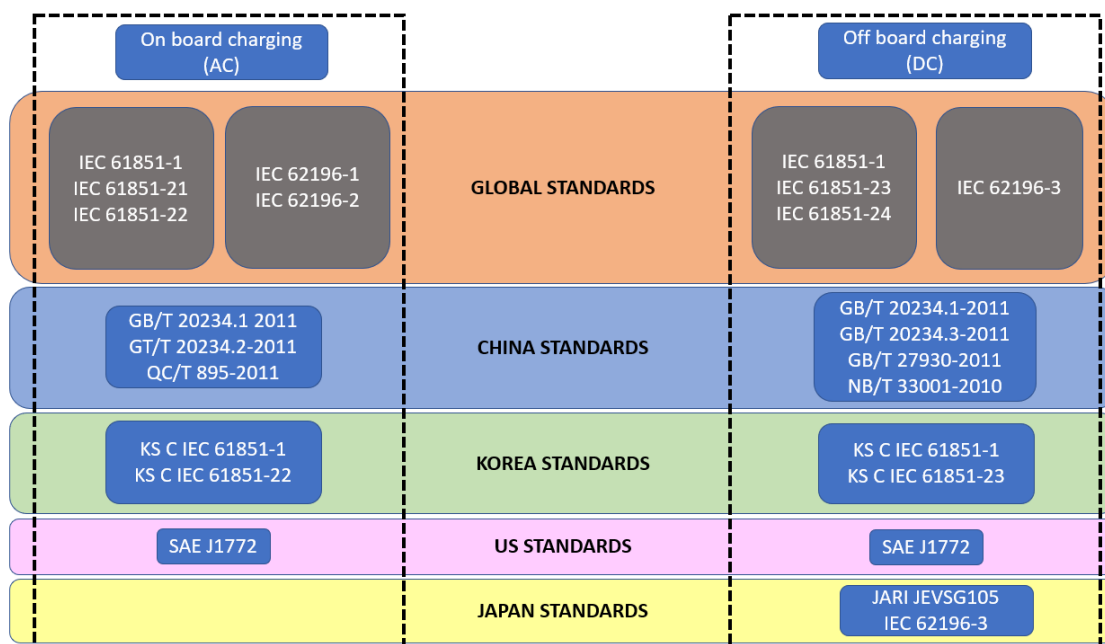 On board charging
(AC)
Off board charging
(DC)
IEC 61851-1
IEC 61851-21
IEC 61851-22
IEC 62196-1
IEC 62196-2
GLOBAL STANDARDS
IEC 61851-1
IEC 61851-23
IEC 61851-24
IEC 62196-3
GB/T 20234.1 2011
GT/T 20234.2-2011
QC/T 895-2011
CHINA STANDARDS
GB/T 20234.1-2011
GB/T 20234.3-2011
GB/T 27930-2011
NB/T 33001-2010
KS C IEC 61851-1
KS C IEC 61851-22
KOREA STANDARDS
KS C IEC 61851-1
KS C IEC 61851-23
SAE J1772
US STANDARDS
SAE J1772
JAPAN STANDARDS
JARI JEVSG105
IEC 62196-3